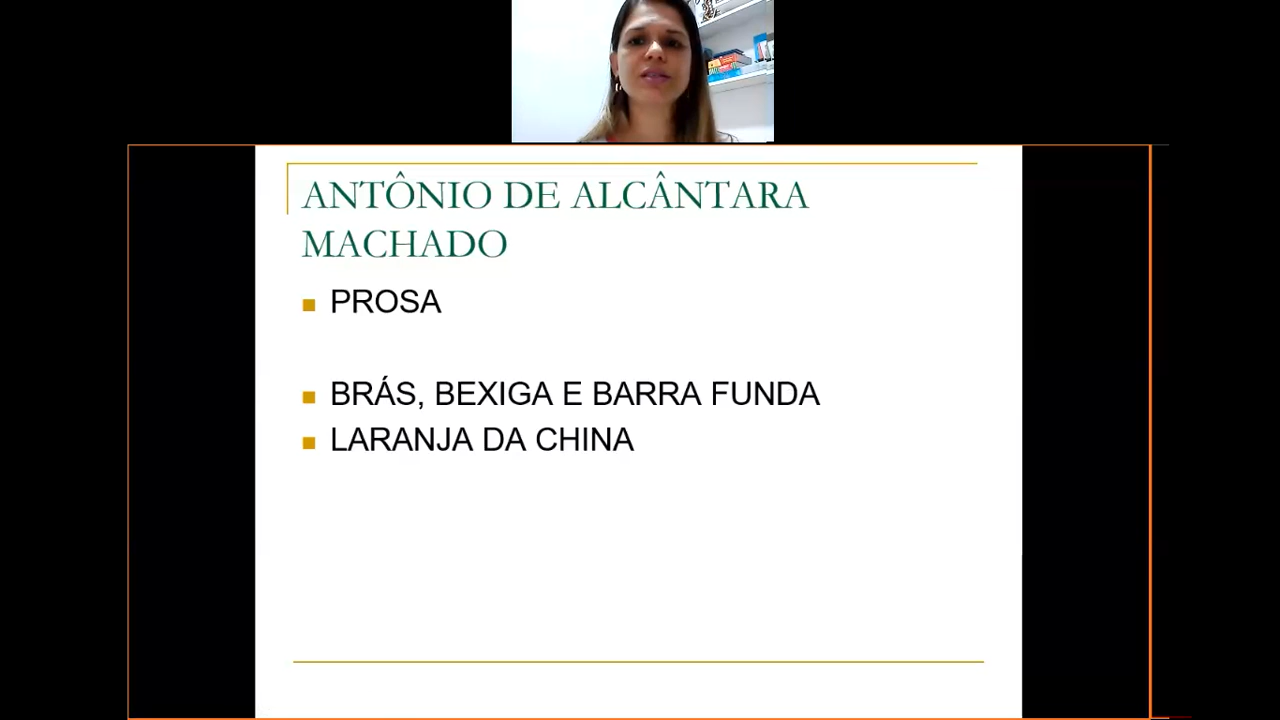 ANTÔNIO DE ALCÂNTARA
MACHADO
PROSA
BRÁS, BEXIGA E BARRA FUNDA
LARANJA DA CHINA